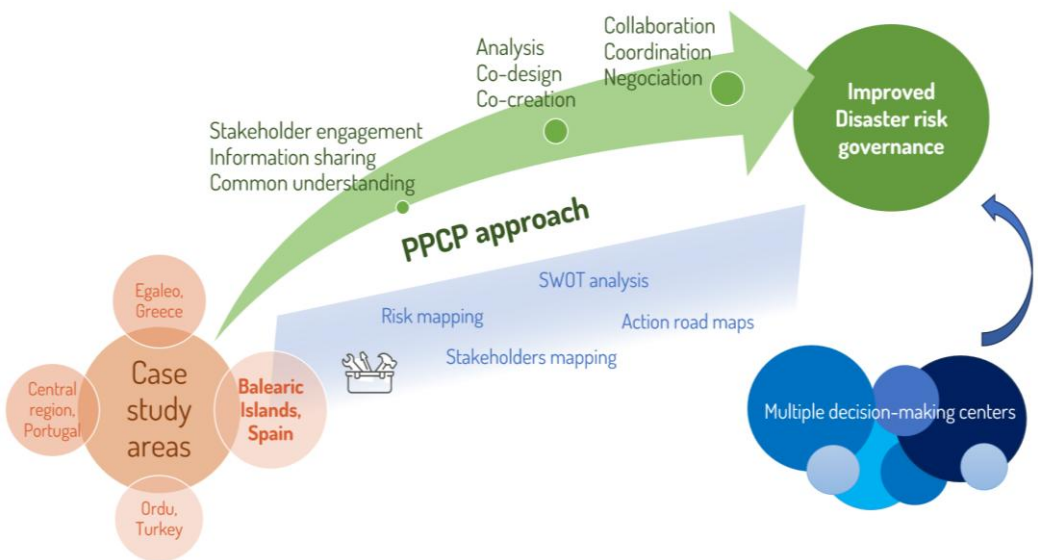 Collaboration
Coordination
Negociation
Analysis
Co-design
Co-creation
Stakeholder engagement
Information sharing
Common understanding
Improved
Disaster risk
governance
PPCP approach
SWOT analysis
Risk mapping
Action road maps
Stakeholders mapping
Egaleo,
Greece
Case
study
areas
Central
region,
Portugal
Balearic
Islands,
Spain
Ordu,
Turkey
Multiple decision-making centers